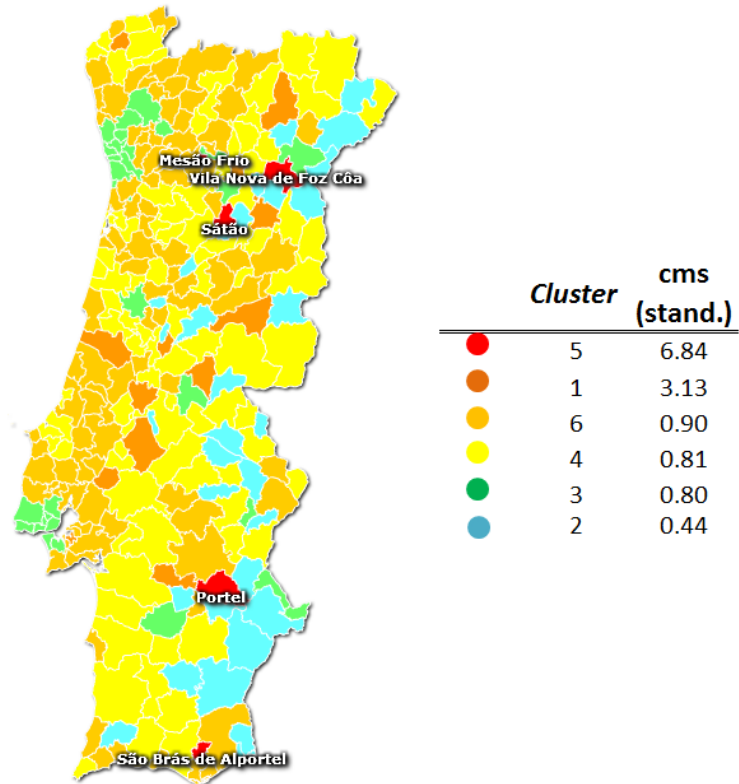 Mesão Frio
Vila Nova de Foz Côa
Sátão
Portel
São Brás de Alportel
Cluster cms (stand.)
5 6.84
1 3.13
6 0.90
4 0.81
3 0.80
2 0.44